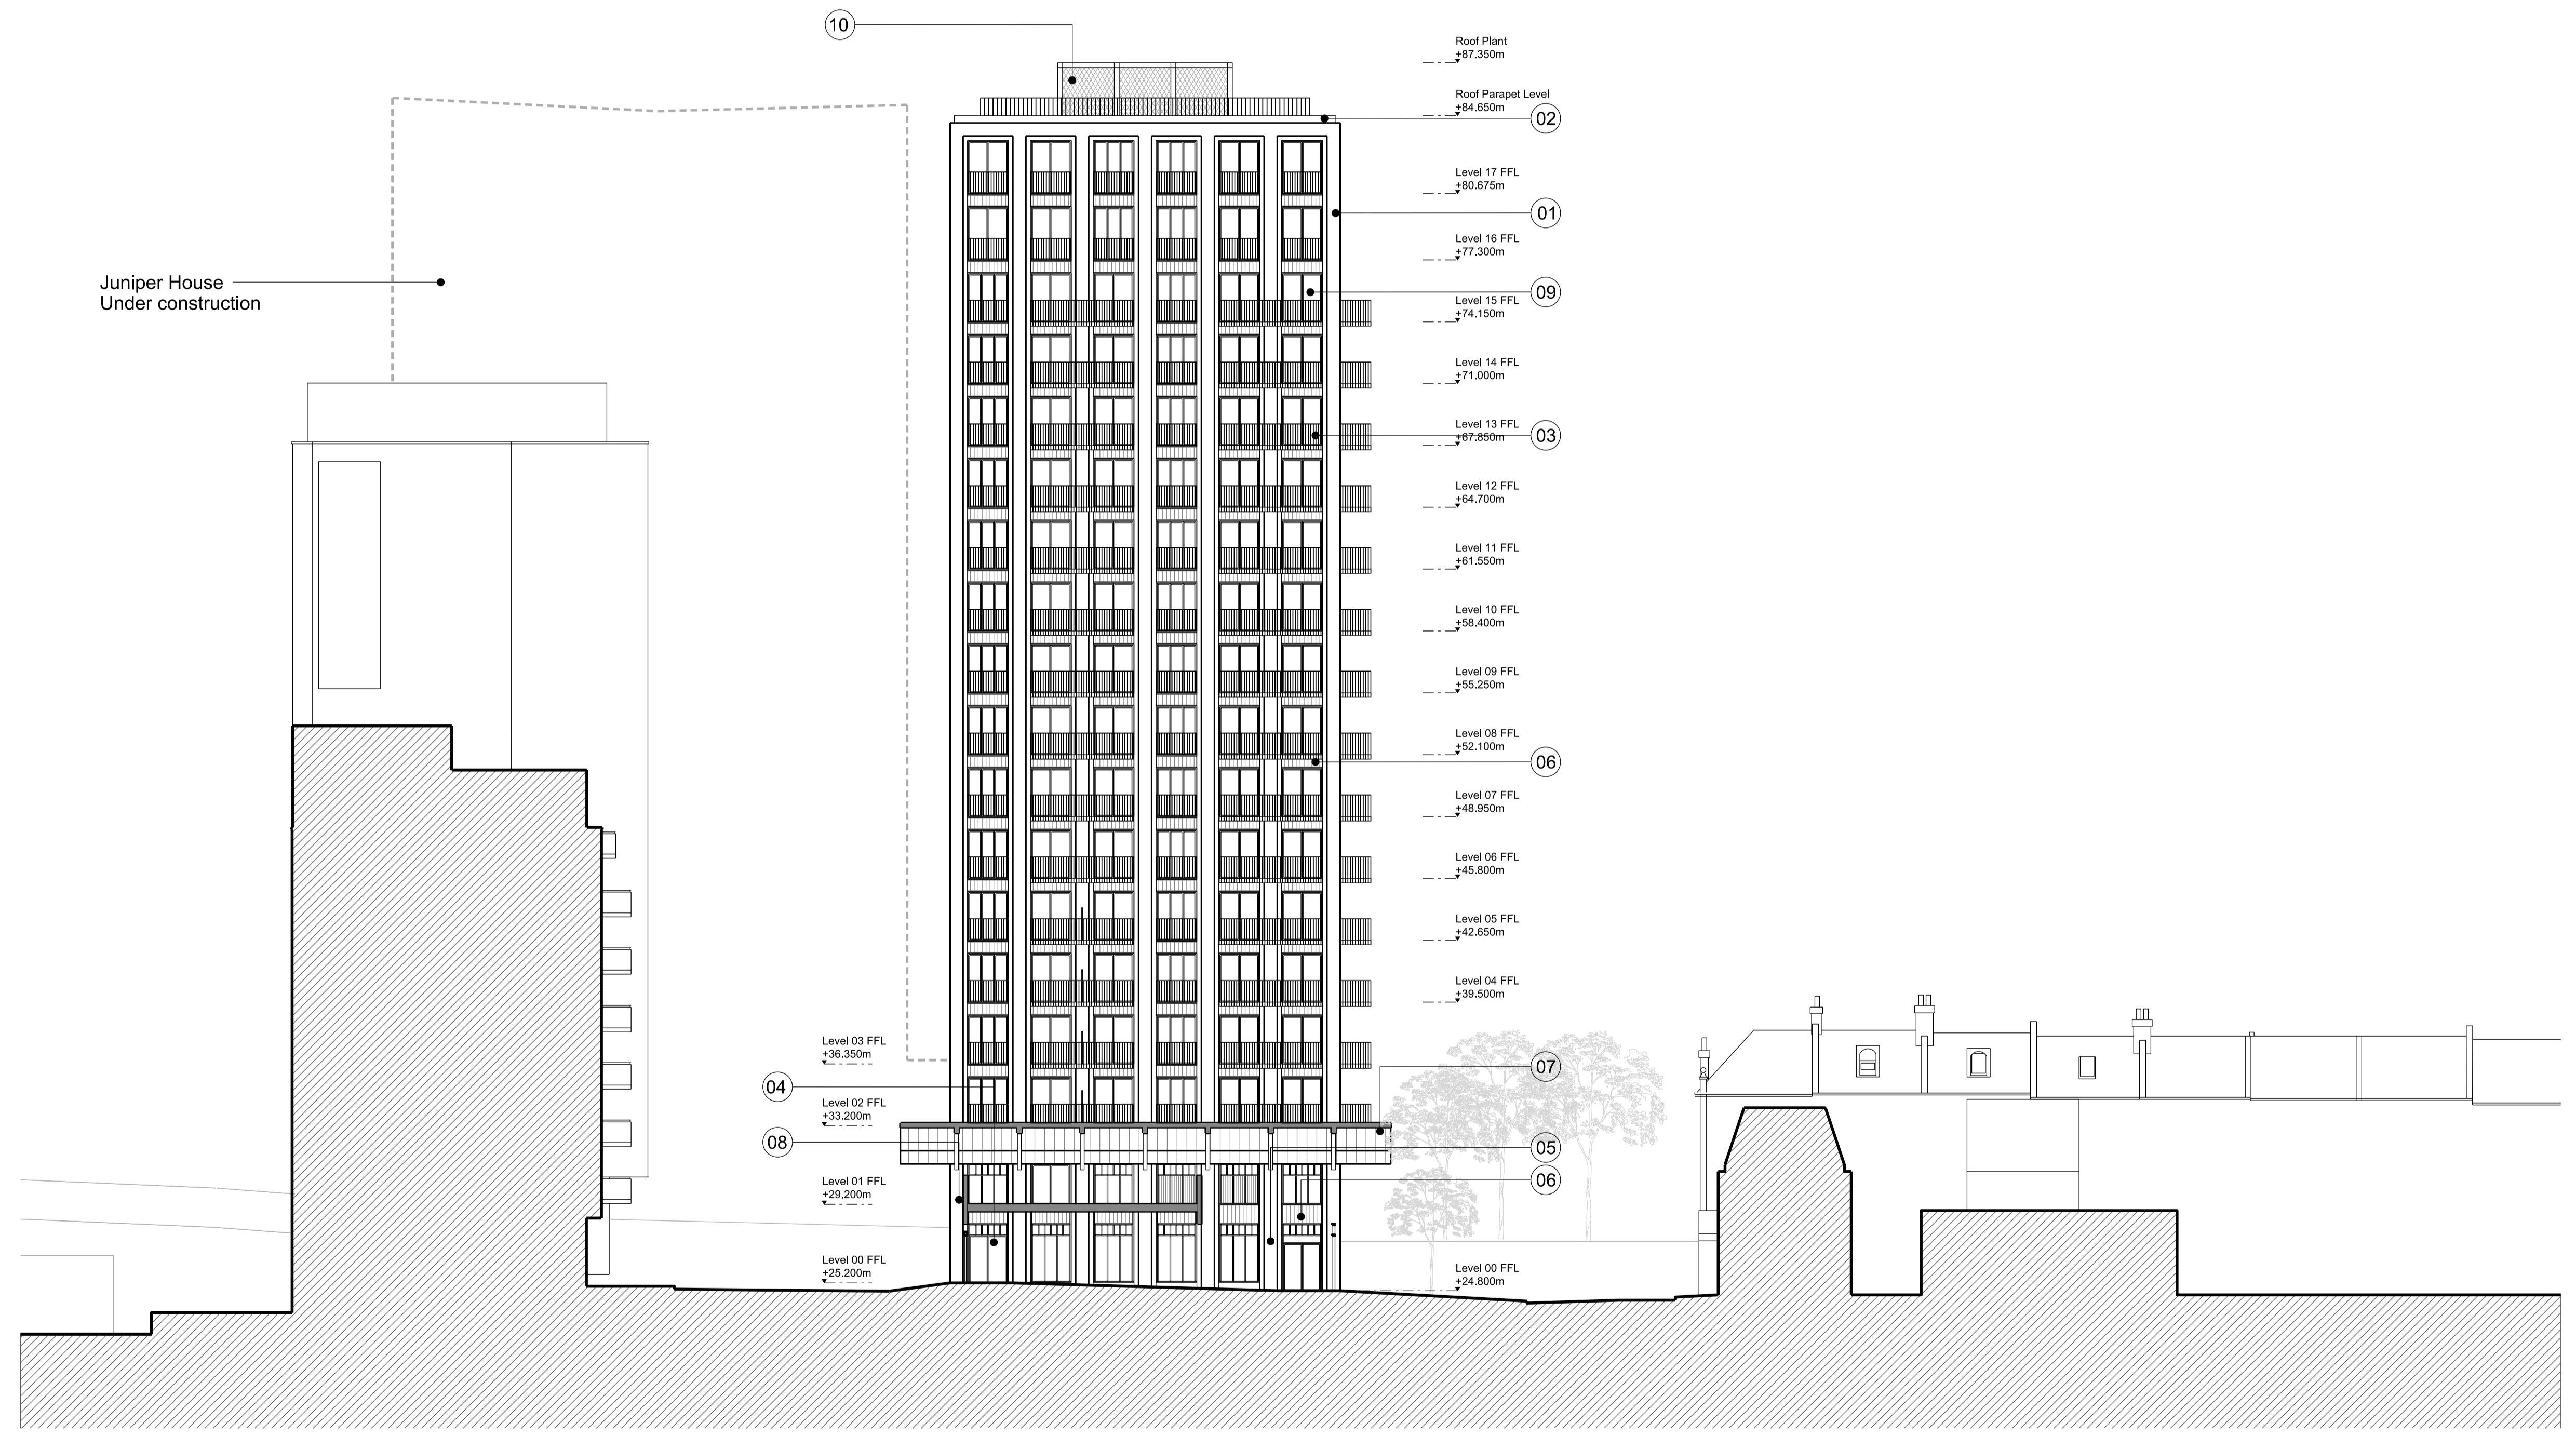 10
Roof Plant
+87.350m
Roof Parapet Level
+84.650m
02
Level 17 FFL
+80.675m
01
Level 16 FFL
+77.300m
Juniper House
Under construction
09
Level 15 FFL
+74.150m
Level 14 FFL
+71.000m
Level 13 FFL
+67.850m
03
Level 12 FFL
+64.700m
Level 11 FFL
+61.550m
Level 10 FFL
+58.400m
Level 09 FFL
+55.250m
Level 08 FFL
+52.100m
06
Level 07 FFL
+48.950m
Level 06 FFL
+45.800m
Level 05 FFL
+42.650m
Level 04 FFL
+39.500m
Level 03 FFL
+36.350m
07
04
Level 02 FFL
+33.200m
08
05
06
Level 01 FFL
+29.200m
Level 00 FFL
+25.200m
Level 00 FFL
+24.800m